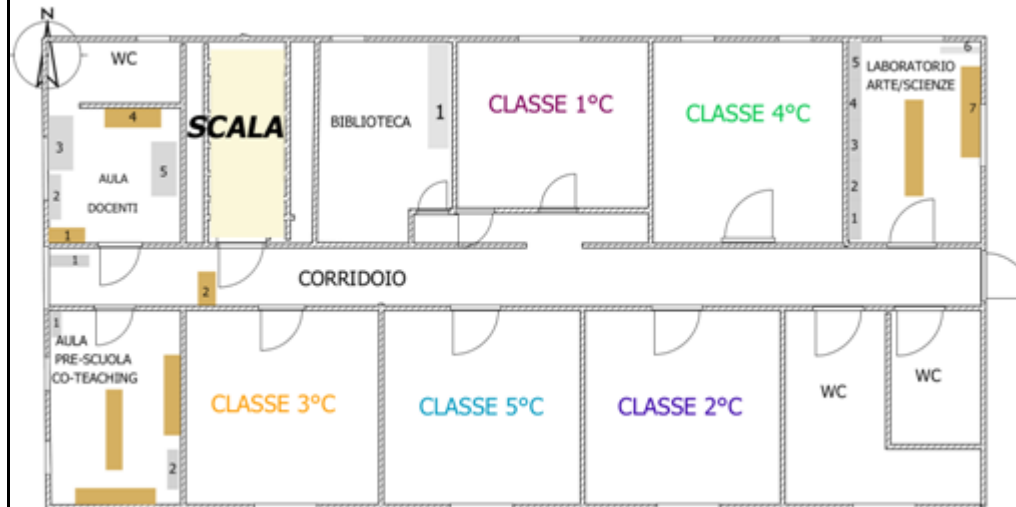 N
WC
SCALA
BIBLIOTECA
1
CLASSE 1°C
CLASSE 4°C
5
4
3
2
1
LABORATORIO
ARTE/SCIENZE
6
7
4
3
5
2
AULA
DOCENTI
1
1
2
CORRIDOIO
1
AULA
PRE-SCUOLA
CO-TEACHING
2
CLASSE 3°C
CLASSE 5°C
CLASSE 2°C
WC
WC